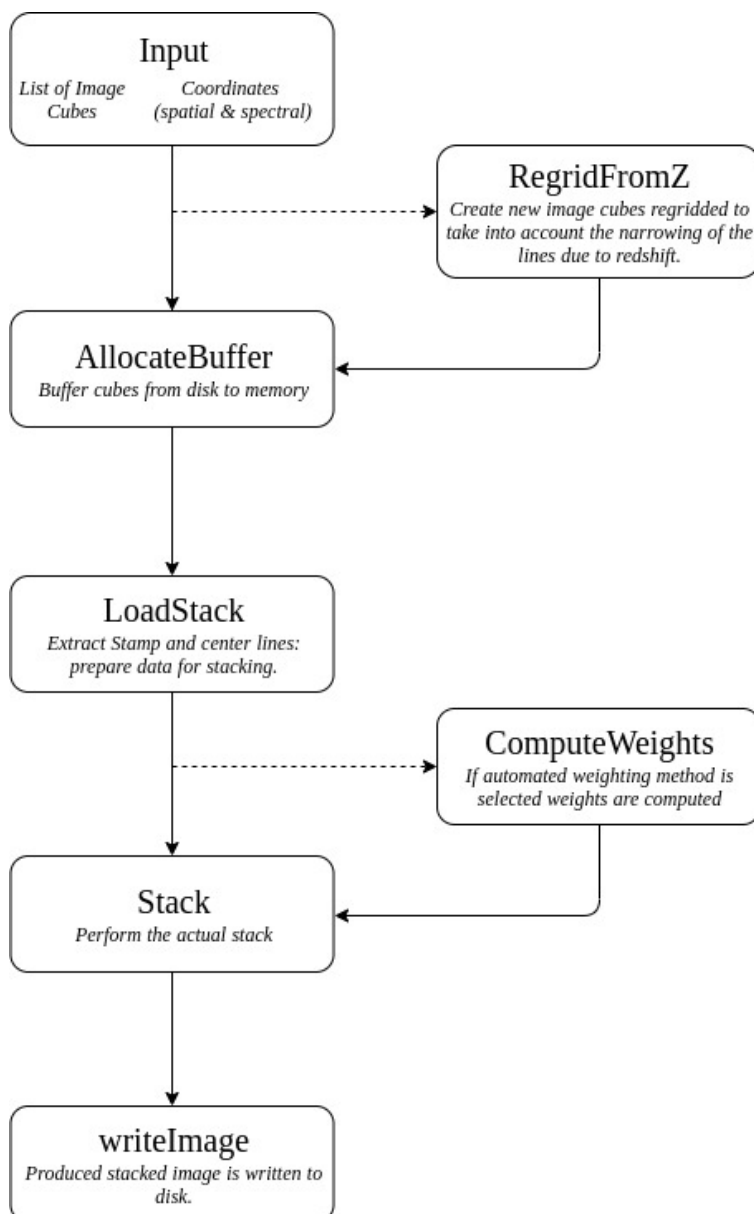 Input
List of Image Coordinates
Cubes (spatial & spectral)
RegridFromZ
Create new image cubes regridded to
take into account the narrowing of the
lines due to redshift.
AllocateBuffer
Buffer cubes from disk to memory
LoadStack
Extract Stamp and center lines:
prepare data for stacking.
ComputeWeights
If automated weighting method is
selected weights are computed
Stack
Perform the actual stack
writeImage
Produced stacked image is written to
disk.